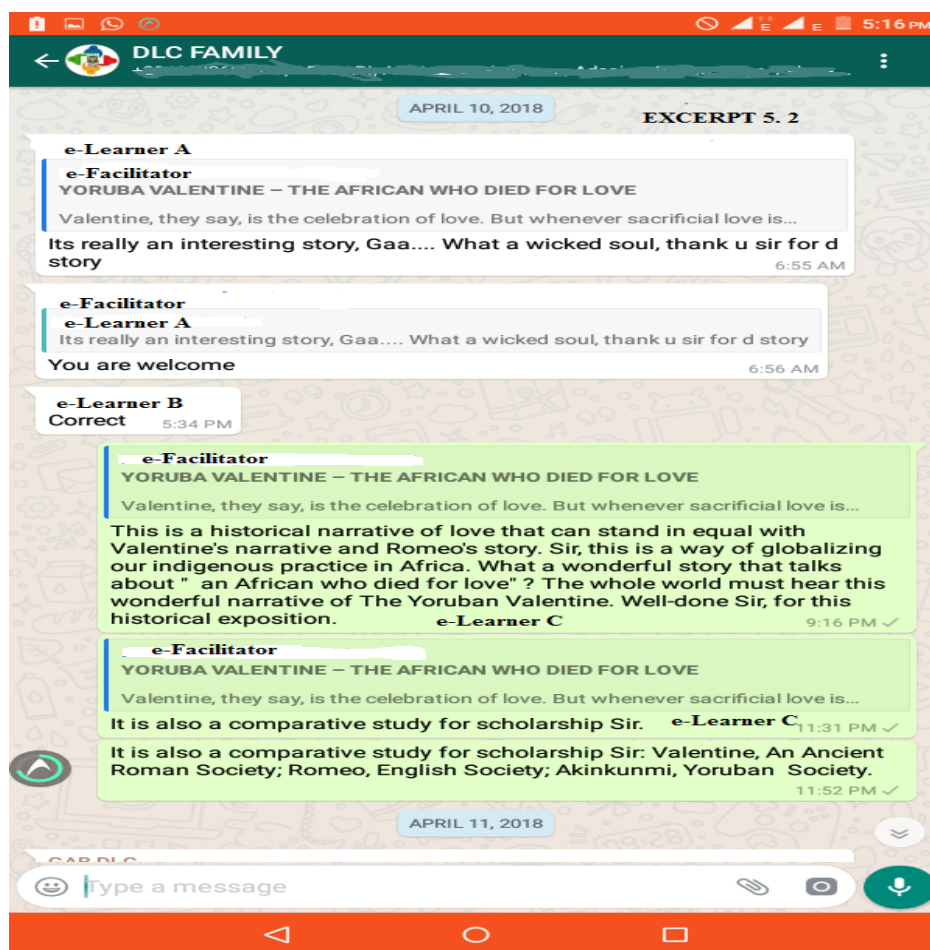 5:16 PM
DLC FAMILY
APRIL 10, 2018
EXCERPT 5. 2
e-Learner A
e-Facilitator
YORUBA VALENTINE – THE AFRICAN WHO DIED FOR LOVE
Valentine, they say, is the celebration of love. But whenever sacrificial love is...
Its really an interesting story, Gaa.... What a wicked soul, thank u sir for d
story
6:55 AM
e-Facilitator
e-Learner A
Its really an interesting story, Gaa.... What a wicked soul, thank u sir for d story
You are welcome
6:56 AM
e-Learner B
Correct 5:34 PM
e-Facilitator
YORUBA VALENTINE – THE AFRICAN WHO DIED FOR LOVE
Valentine, they say, is the celebration of love. But whenever sacrificial love is...
This is a historical narrative of love that can stand in equal with
Valentine's narrative and Romeo's story. Sir, this is a way of globalizing
our indigenous practice in Africa. What a wonderful story that talks
about " an African who died for love" ? The whole world must hear this
wonderful narrative of The Yoruban Valentine. Well-done Sir, for this
historical exposition. e-Learner C 9:16 PM
e-Facilitator
YORUBA VALENTINE – THE AFRICAN WHO DIED FOR LOVE
Valentine, they say, is the celebration of love. But whenever sacrificial love is...
It is also a comparative study for scholarship Sir. e-Learner C 11:31 PM
It is also a comparative study for scholarship Sir: Valentine, An Ancient
Roman Society; Romeo, English Society; Akinkunmi, Yoruban Society.
11:52 PM
APRIL 11, 2018
Type a message